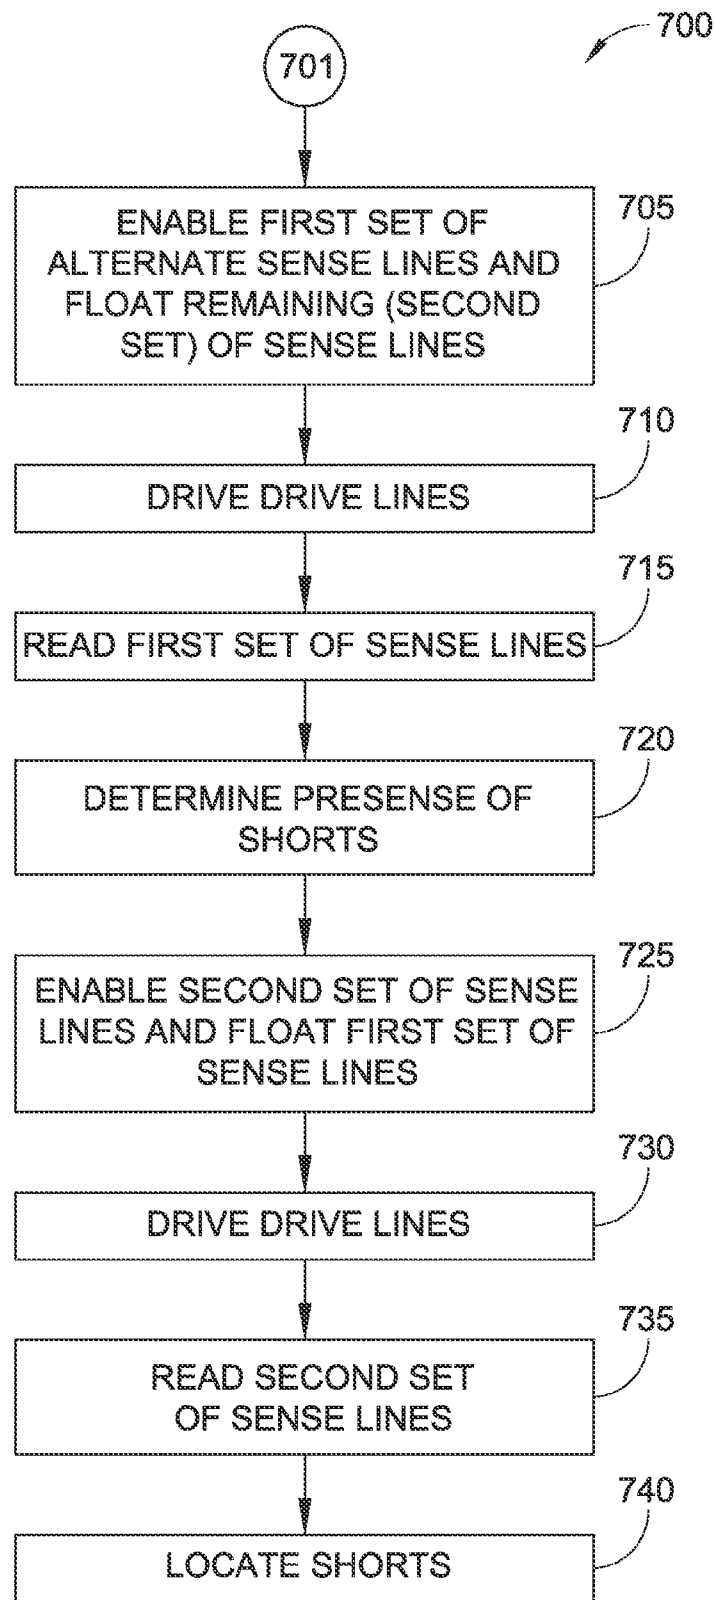 700
701
705
ENABLE FIRST SET OF
ALTERNATE SENSE LINES AND
FLOAT REMAINING (SECOND
SET) OF SENSE LINES
710
DRIVE DRIVE LINES
715
READ FIRST SET OF SENSE LINES
720
DETERMINE PRESENSE OF
SHORTS
725
ENABLE SECOND SET OF SENSE
LINES AND FLOAT FIRST SET OF
SENSE LINES
730
DRIVE DRIVE LINES
735
READ SECOND SET
OF SENSE LINES
740
LOCATE SHORTS